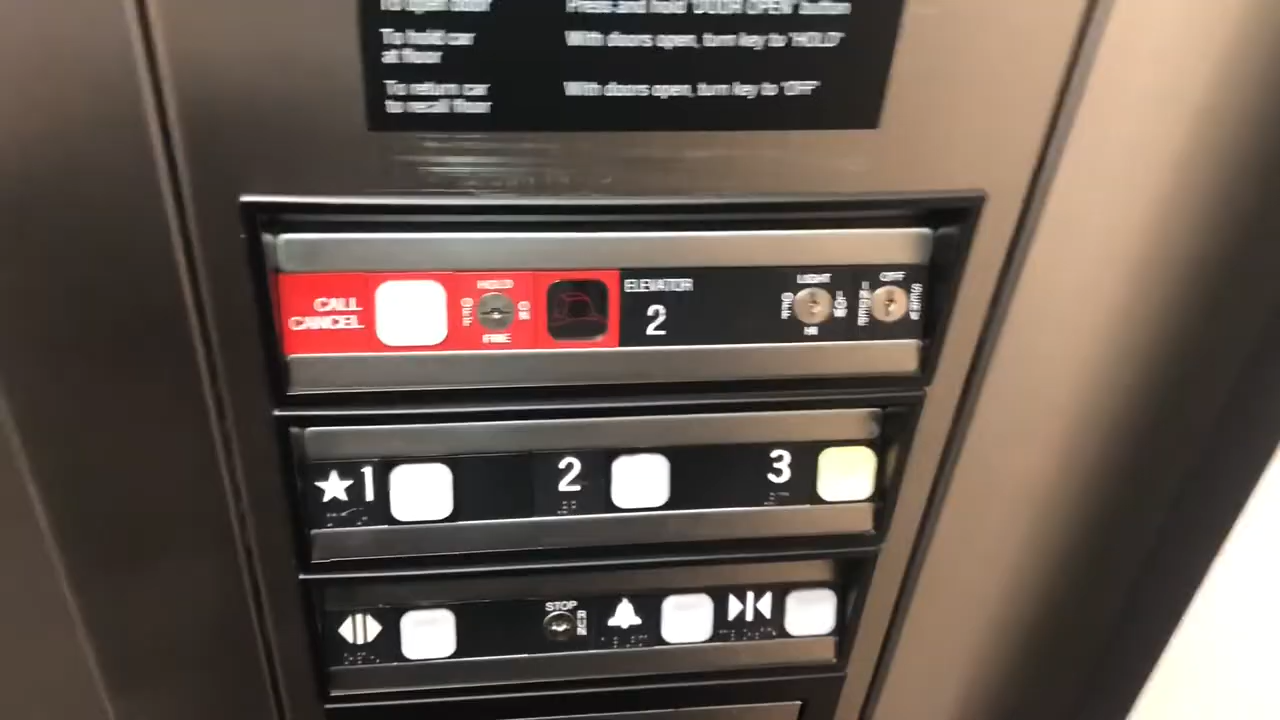 To open door Press and hold "DOOR OPEN" button
To hold car at floor With doors open, turn key to "HOLD"
To return car to recall floor With doors open, turn key to "OFF"
CALL CANCEL
HOLD
OFF ON
FIRE
ELEVATOR
2
LIGHT
OFF LOW
HI
OFF
INDEP SERV
★1 2 3
STOP
RUN